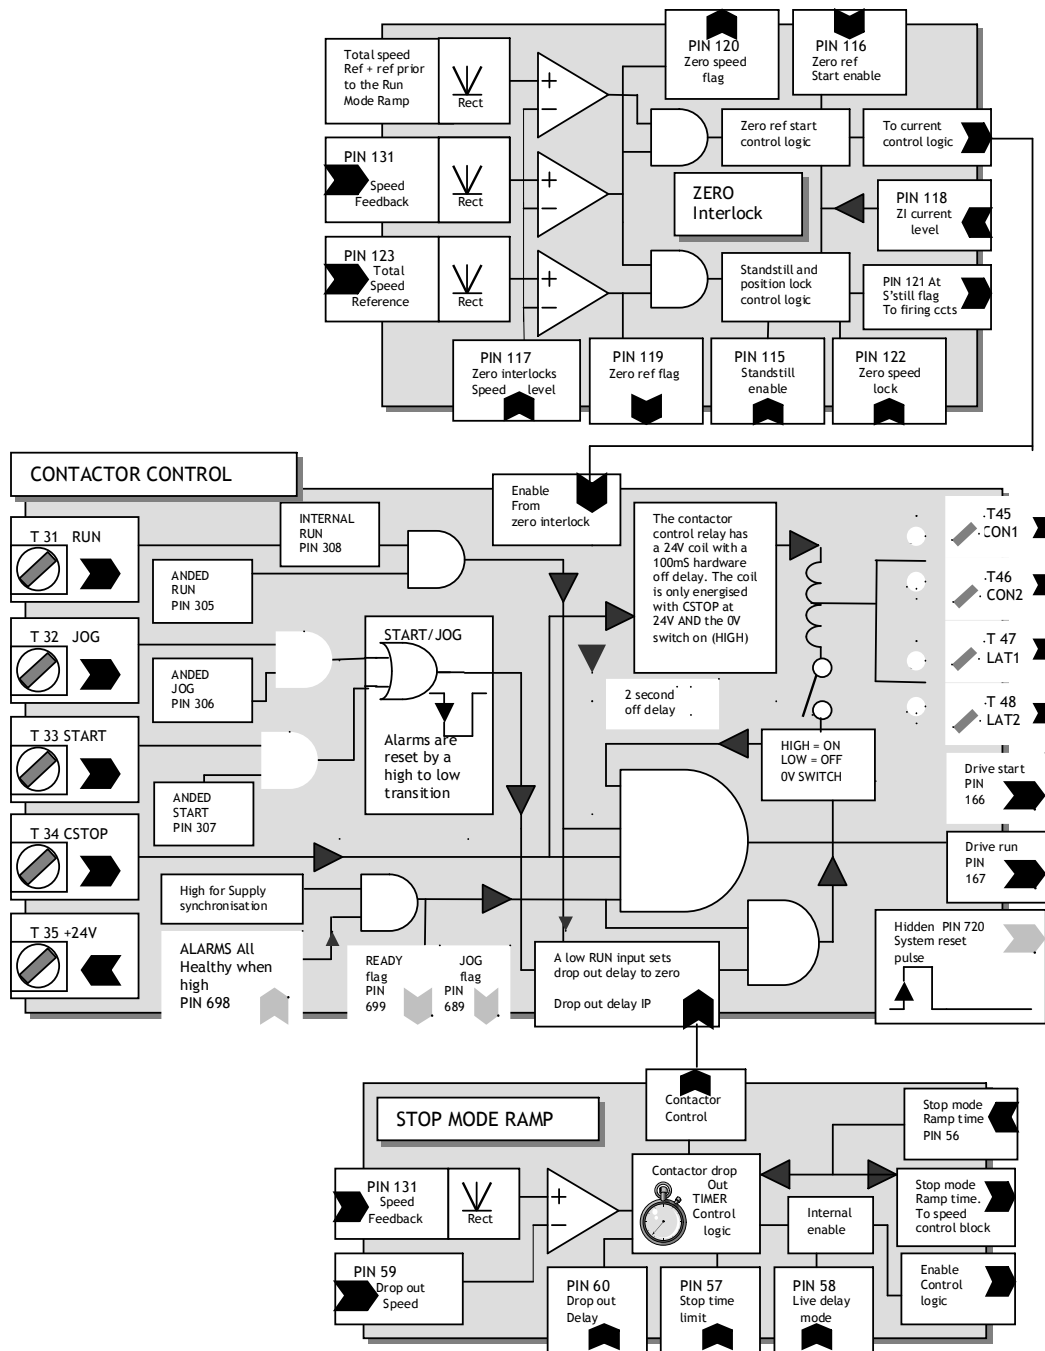 Total speed
Ref + ref prior
to the Run
Mode Ramp
Rect
+
−
PIN 120
Zero speed
flag
PIN 116
Zero ref
Start enable
Zero ref start
control logic
To current
control logic
PIN 131
Speed
Feedback
Rect
+
−
ZERO
Interlock
PIN 118
ZI current
level
PIN 123
Total
Speed
Reference
Rect
+
−
Standstill and
position lock
control logic
PIN 121 At
S'still flag
To firing ccts
PIN 117
Zero interlocks
Speed level
PIN 119
Zero ref flag
PIN 115
Standstill
enable
PIN 122
Zero speed
lock
CONTACTOR CONTROL
Enable
From
zero interlock
T 31 RUN
INTERNAL
RUN
PIN 308
ANDED
RUN
PIN 305
The contactor
control relay has
a 24V coil with a
100mS hardware
off delay. The coil
is only energised
with CSTOP at
24V AND the 0V
switch on (HIGH)
T45
CON1
T46
CON2
T 47
LAT1
T 48
LAT2
T 32 JOG
ANDED
JOG
PIN 306
START/JOG
Alarms are
reset by a
high to low
transition
2 second
off delay
T 33 START
ANDED
START
PIN 307
HIGH = ON
LOW = OFF
0V SWITCH
Drive start
PIN
166
T 34 CSTOP
Drive run
PIN
167
High for Supply
synchronisation
T 35 +24V
ALARMS All
Healthy when
high
PIN 698
READY
flag
PIN
699
JOG
flag
PIN
689
A low RUN input sets
drop out delay to zero
Drop out delay IP
Hidden PIN 720
System reset
pulse
STOP MODE RAMP
Contactor
Control
Stop mode
Ramp time
PIN 56
PIN 131
Speed
Feedback
Rect
+
−
Contactor drop
Out
TIMER
Control
logic
Internal
enable
Stop mode
Ramp time.
To speed
control block
PIN 59
Drop out
Speed
PIN 60
Drop out
Delay
PIN 57
Stop time
limit
PIN 58
Live delay
mode
Enable
Control
logic